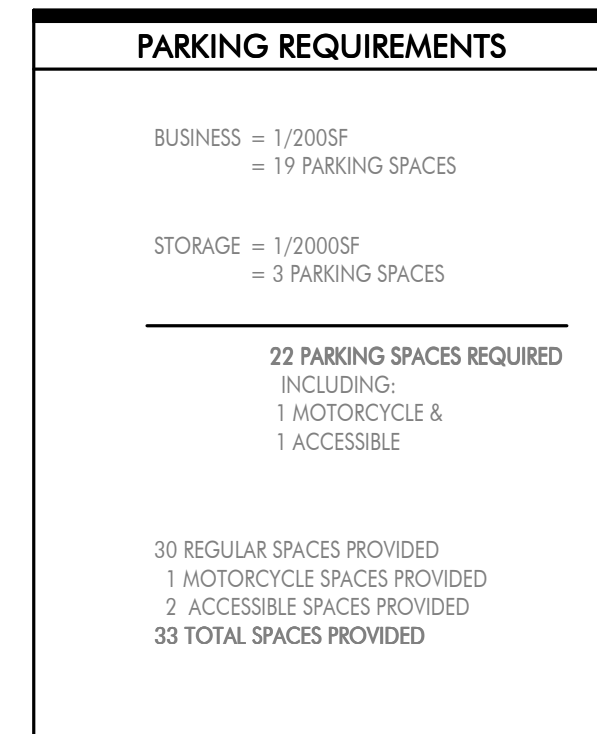 PARKING REQUIREMENTS
BUSINESS = 1/200SF
= 19 PARKING SPACES
STORAGE = 1/2000SF
= 3 PARKING SPACES
22 PARKING SPACES REQUIRED
INCLUDING:
1 MOTORCYCLE &
1 ACCESSIBLE
30 REGULAR SPACES PROVIDED
1 MOTORCYCLE SPACES PROVIDED
2 ACCESSIBLE SPACES PROVIDED
33 TOTAL SPACES PROVIDED